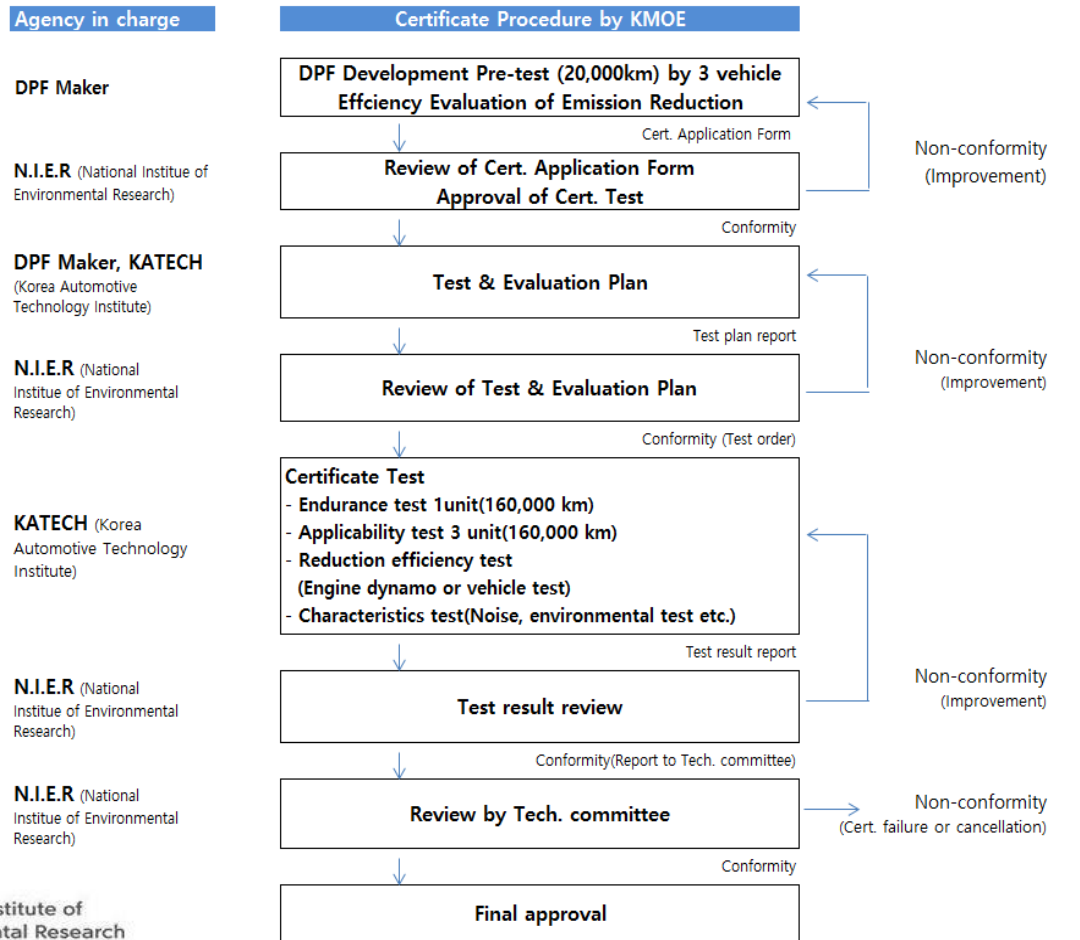 Agency in charge
Certificate Procedure by KMOE
DPF Maker
DPF Development Pre-test (20,000km) by 3 vehicle
Effciency Evaluation of Emission Reduction
Cert. Application Form
Non-conformity
(Improvement)
N.I.E.R (National Institue of
Environmental Research)
Review of Cert. Application Form
Approval of Cert. Test
Conformity
DPF Maker, KATECH
(Korea Automotive
Technology Institute)
Test & Evaluation Plan
Test plan report
Non-conformity
(Improvement)
N.I.E.R (National
Institue of Environmental
Research)
Review of Test & Evaluation Plan
Conformity (Test order)
KATECH (Korea
Automotive Technology
Institute)
Certificate Test
- Endurance test 1unit(160,000 km)
- Applicability test 3 unit(160,000 km)
- Reduction efficiency test
(Engine dynamo or vehicle test)
- Characteristics test(Noise, environmental test etc.)
Test result report
Non-conformity
(Improvement)
N.I.E.R (National
Institue of Environmental
Research)
Test result review
Conformity(Report to Tech. committee)
N.I.E.R (National
Institue of Environmental
Research)
Review by Tech. committee
Non-conformity
(Cert. failure or cancellation)
Conformity
Final approval
stitute of
ntal Research